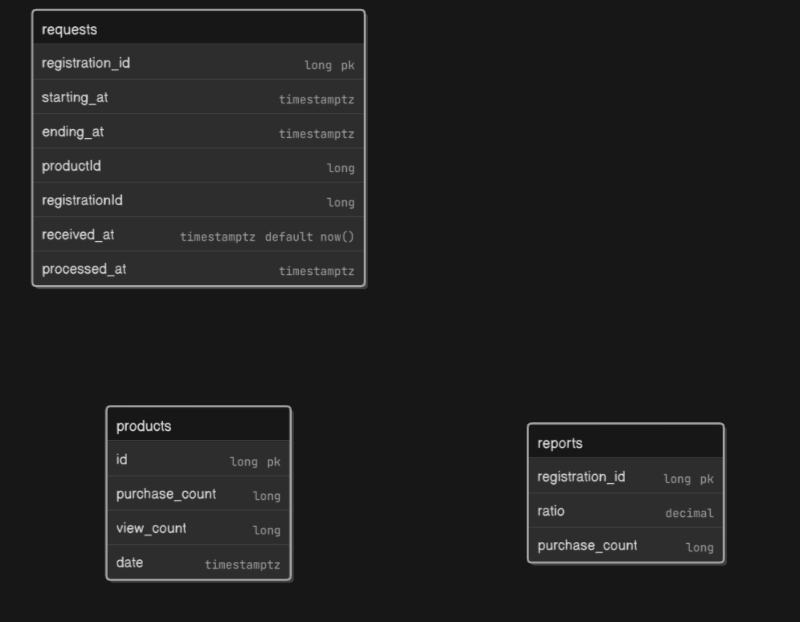 requests
registration_id long pk
starting_at timestamptz
ending_at timestamptz
productId long
registrationId long
received_at timestamptz default now()
processed_at timestamptz
products
id long pk
purchase_count long
view_count long
date timestamptz
reports
registration_id long pk
ratio decimal
purchase_count long